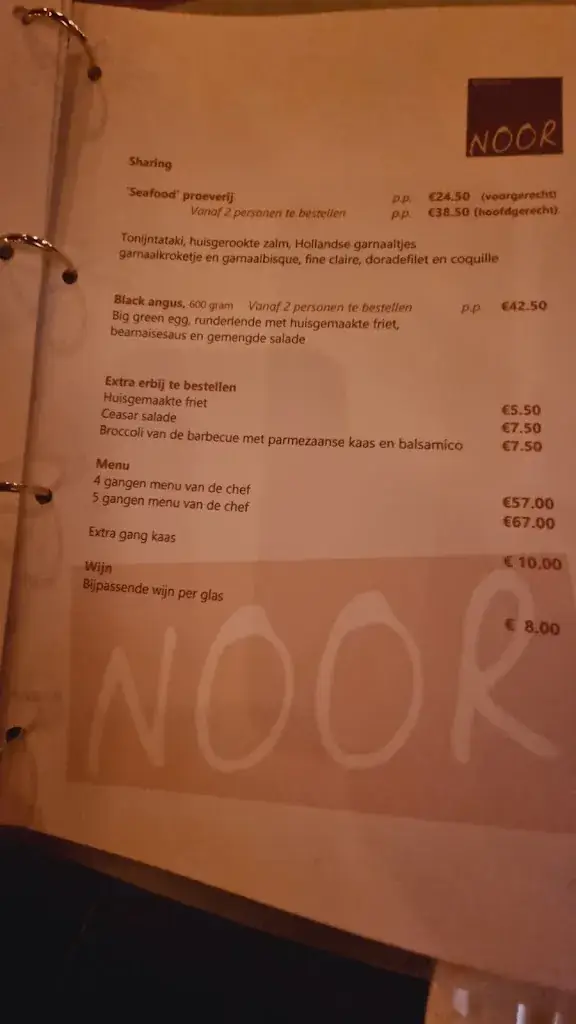 NOOR
Sharing
'Seafood' proeverij p.p. €24.50 (voorgerecht)
Vanaf 2 personen te bestellen p.p. €38.50 (hoofdgerecht)
Tonijntataki, huisgerookte zalm, Hollandse garnaaltjes
garnaalkroketje en garnaalbisque, fine claire, doradefilet en coquille
Black angus, 600 gram Vanaf 2 personen te bestellen p.p. €42.50
Big green egg, runderlende met huisgemaakte friet,
bearnaisesaus en gemengde salade
Extra erbij te bestellen
Huisgemaakte friet €5.50
Ceasar salade €7.50
Broccoli van de barbecue met parmezaanse kaas en balsamico €7.50
Menu
4 gangen menu van de chef €57.00
5 gangen menu van de chef €67.00
Extra gang kaas € 10.00
Wijn
Bijpassende wijn per glas € 8.00
NOOR